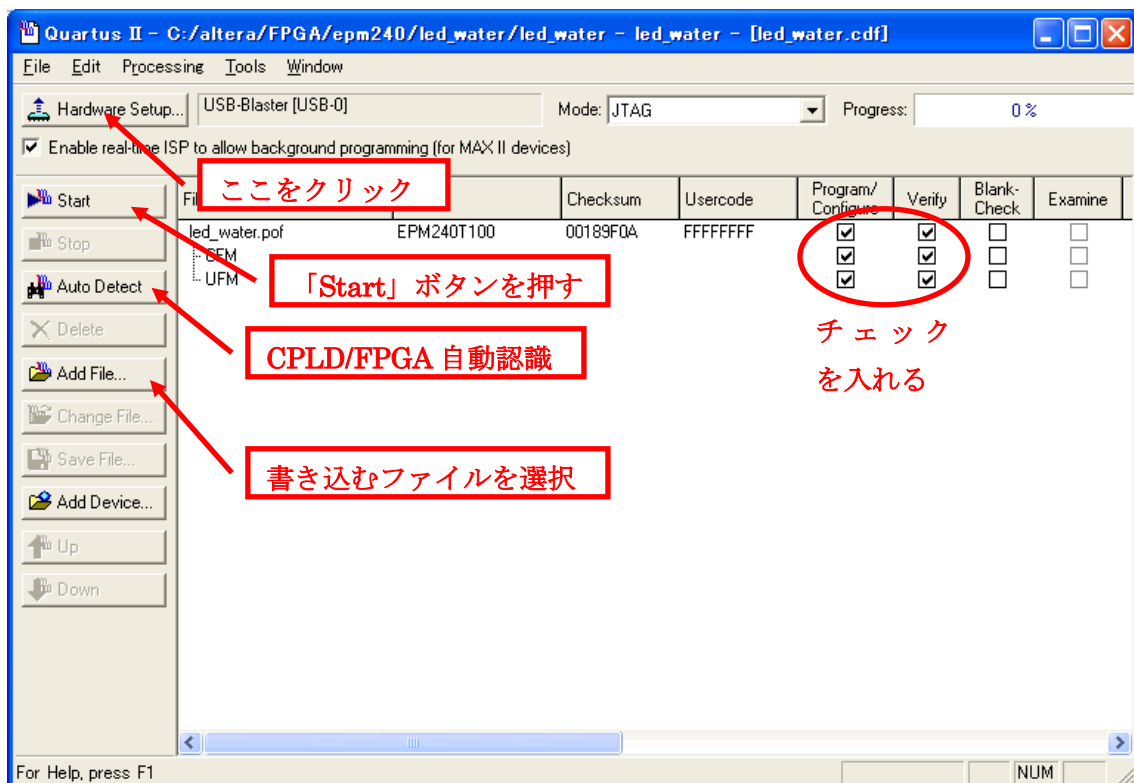 Quartus II - C:/altera/FPGA/epm240/led_water/led_water - led_water - [led_water.cdf]
File Edit Processing Tools Window
Hardware Setup... USB-Blaster [USB-0] Mode: JTAG Progress: 0 %
Enable real-time ISP to allow background programming (for MAX II devices)
ここをクリック
Start Checksum Usercode Program/Configure Verify Blank-Check Examine
led_water.pof EPM240T100 00189F0A FFFFFFFF
Stop
CFM
UFM
「Start」ボタンを押す
Auto Detect
チェック
を入れる
Delete
CPLD/FPGA 自動認識
Add File...
Change File...
Save File...
書き込むファイルを選択
Add Device...
Up
Down
For Help, press F1 NUM